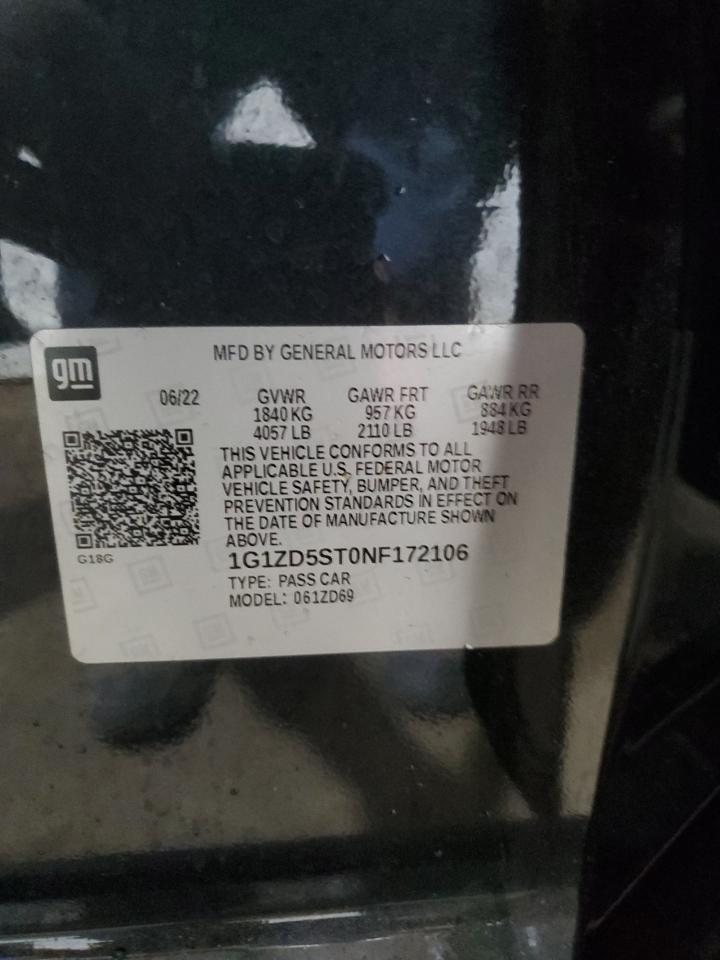 gm
MFD BY GENERAL MOTORS LLC
06/22 GVWR GAWR FRT GAWR RR
1840 KG 957 KG 884 KG
4057 LB 2110 LB 1948 LB
THIS VEHICLE CONFORMS TO ALL
APPLICABLE U.S. FEDERAL MOTOR
VEHICLE SAFETY, BUMPER, AND THEFT
PREVENTION STANDARDS IN EFFECT ON
THE DATE OF MANUFACTURE SHOWN
ABOVE.
G18G
1G1ZD5ST0NF172106
TYPE: PASS CAR
MODEL: 061ZD69